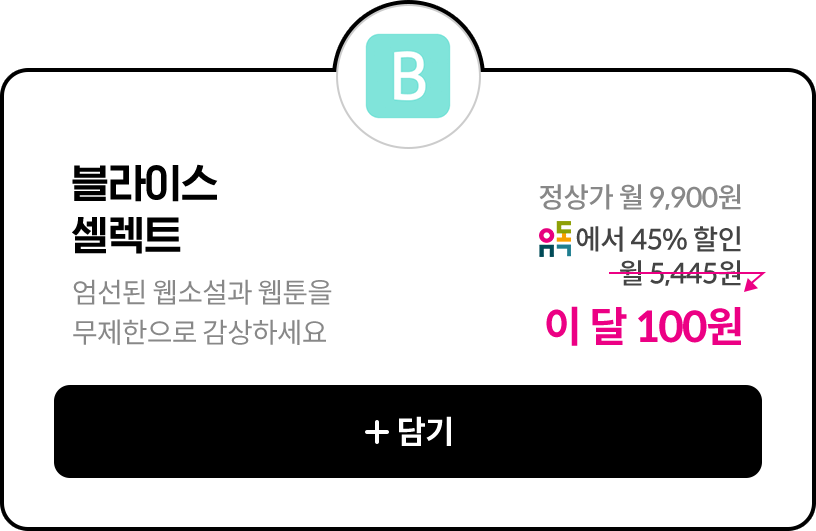 B
블라이스
셀렉트
엄선된 웹소설과 웹툰을
무제한으로 감상하세요
정상가 월 9,900원
유독에서 45% 할인
월 5,445원
이 달 100원
+ 담기